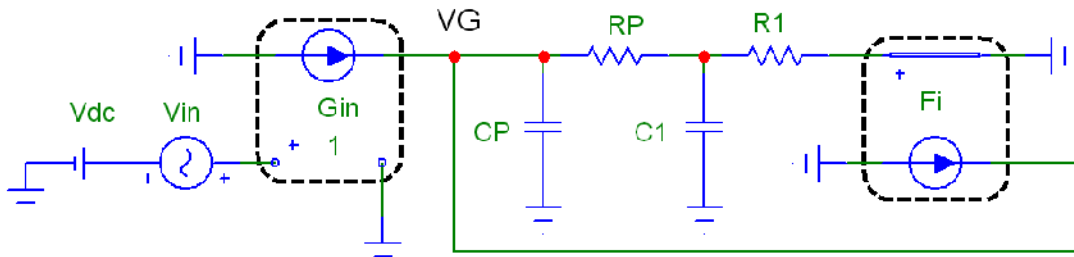 VG
RP
R1
Vdc
Vin
Gin
1
CP
C1
Fi
+
-
+
+